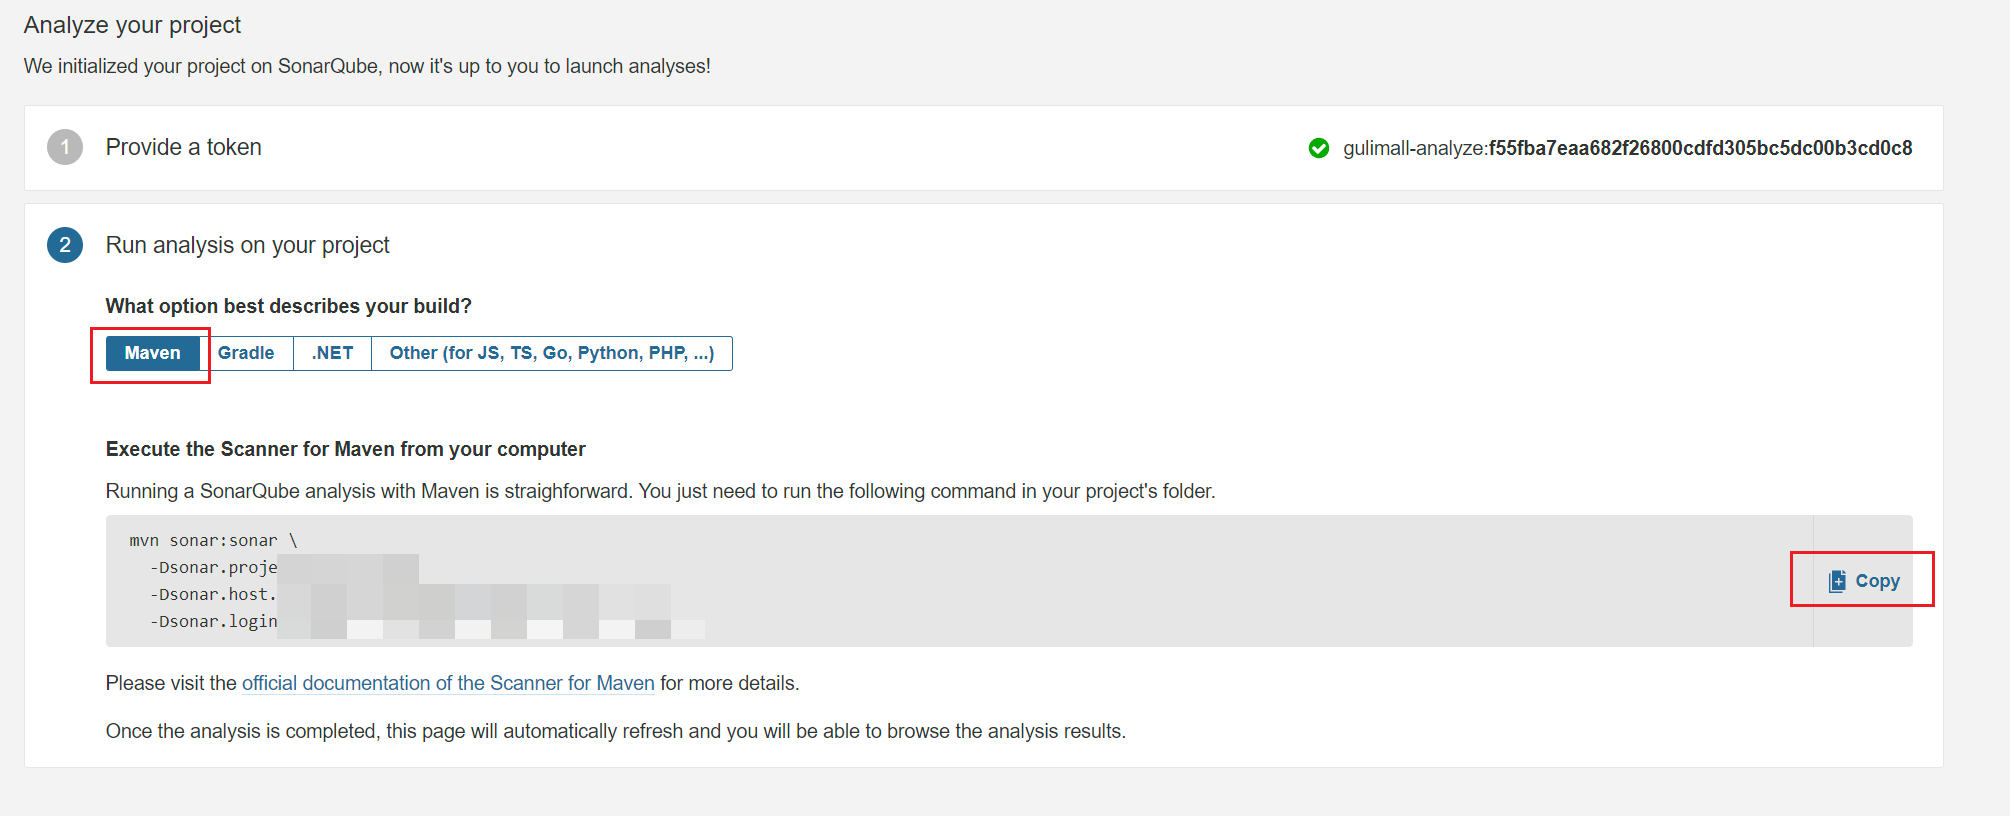 Analyze your project
We initialized your project on SonarQube, now it's up to you to launch analyses!
1 Provide a token gulimall-analyze:f55fba7eaa682f26800cdfd305bc5dc00b3cd0c8
2 Run analysis on your project
What option best describes your build?
Maven Gradle .NET Other (for JS, TS, Go, Python, PHP, ...)
Execute the Scanner for Maven from your computer
Running a SonarQube analysis with Maven is straighforward. You just need to run the following command in your project's folder.
mvn sonar:sonar \
-Dsonar.proje
-Dsonar.host.
Copy
-Dsonar.login
Please visit the official documentation of the Scanner for Maven for more details.
Once the analysis is completed, this page will automatically refresh and you will be able to browse the analysis results.